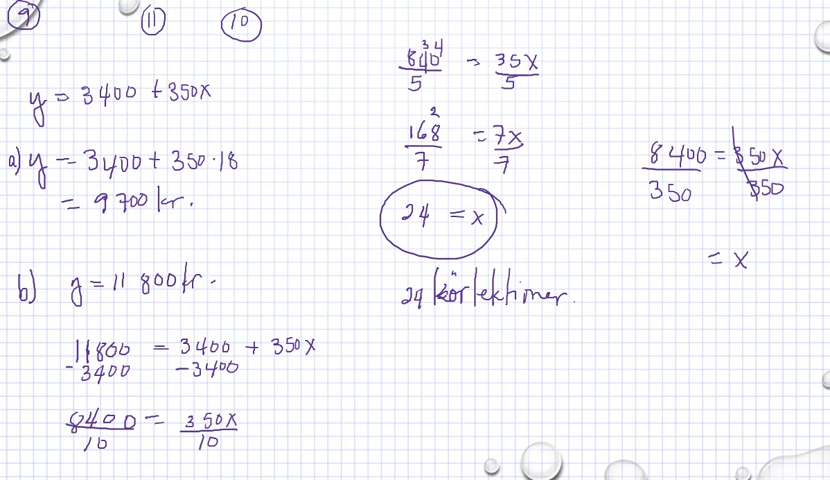 9 11 10
y = 3400 + 350x
a) y = 3400 + 350·18
= 9700 kr.
b) y = 11 800 kr.
11800 = 3400 + 350x
-3400 -3400
8400/10 = 350x/10
840/5 = 35x/5
168/7 = 7x/7
24 = x
24 körlektioner.
8400/350 = 350x/350
= x